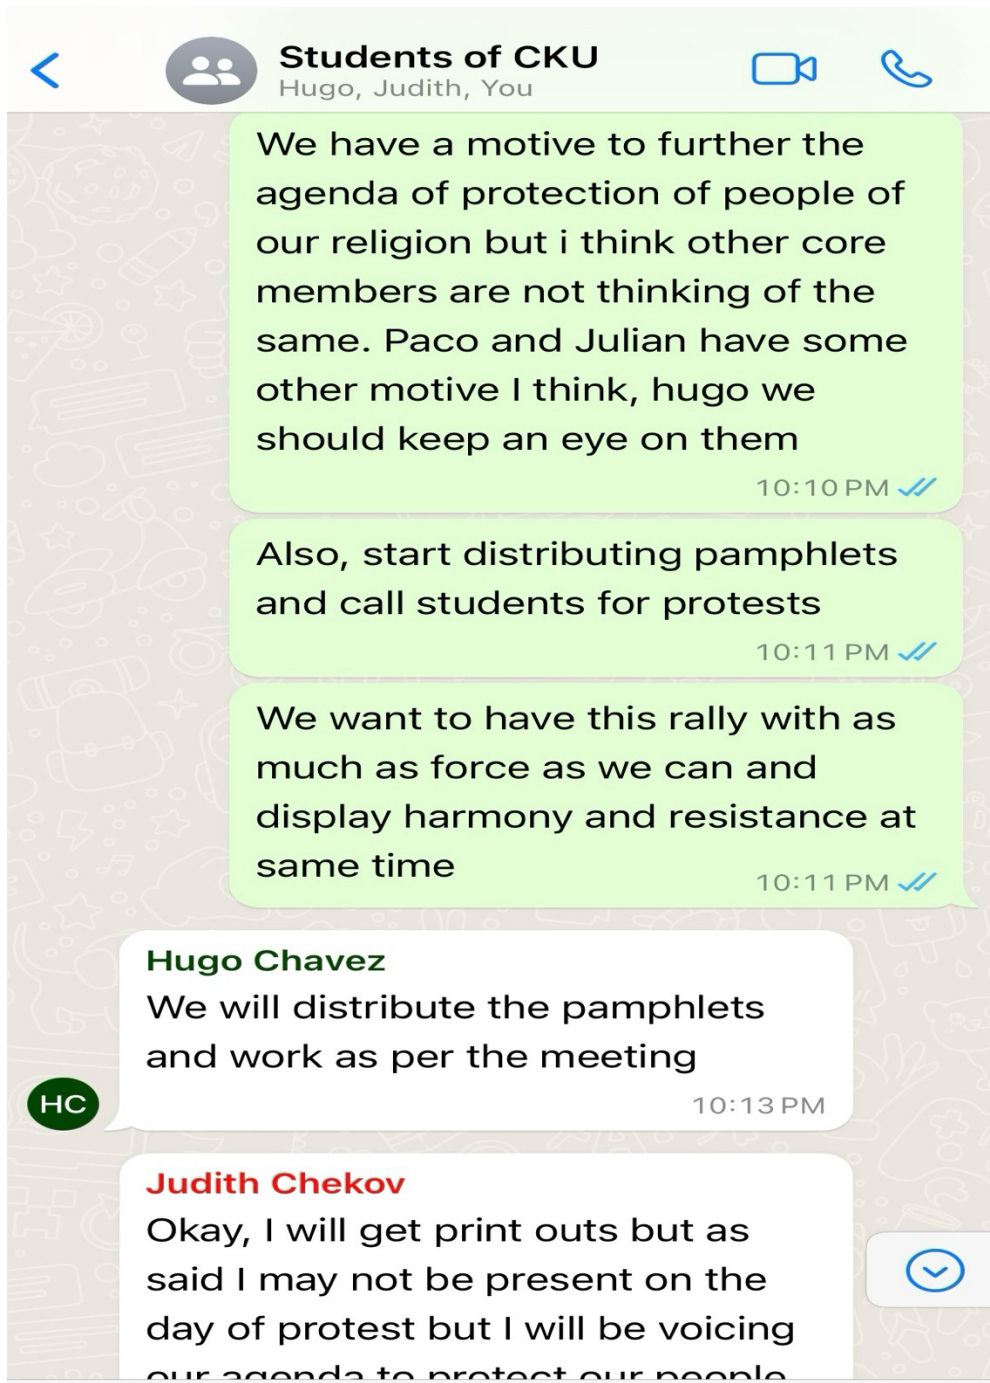 Students of CKU
Hugo, Judith, You
We have a motive to further the
agenda of protection of people of
our religion but i think other core
members are not thinking of the
same. Paco and Julian have some
other motive I think, hugo we
should keep an eye on them
10:10 PM
Also, start distributing pamphlets
and call students for protests
10:11 PM
We want to have this rally with as
much as force as we can and
display harmony and resistance at
same time
10:11 PM
Hugo Chavez
We will distribute the pamphlets
and work as per the meeting
HC
10:13 PM
Judith Chekov
Okay, I will get print outs but as
said I may not be present on the
day of protest but I will be voicing
our agenda to protect our people